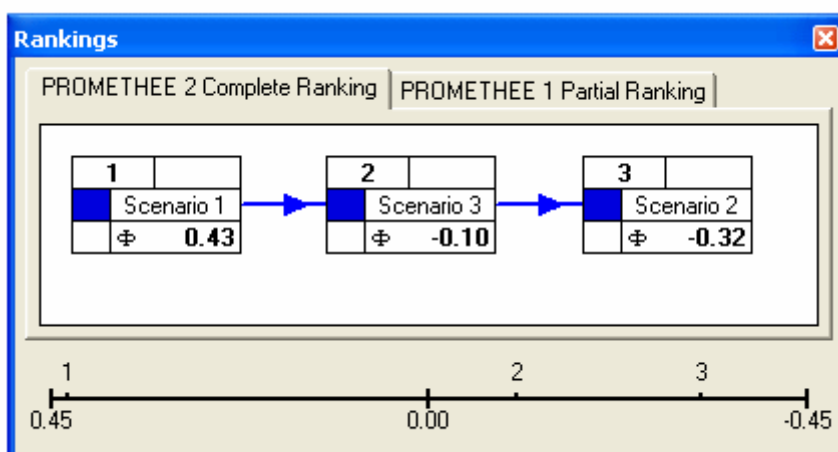 Rankings
PROMETHEE 2 Complete Ranking PROMETHEE 1 Partial Ranking
1 2 3
Scenario 1 Scenario 3 Scenario 2
Φ 0.43 Φ -0.10 Φ -0.32
1 2 3
0.45 0.00 -0.45